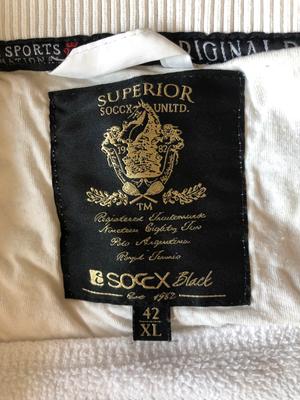 SPORTS
ORIGINAL
SUPERIOR
SOCCX UNLTD.
19 82
TM
Registered Trademark
Nineteen Eighty Two
Polo Argentina
Royal Tennis
SOCCX Black
1982
42
XL